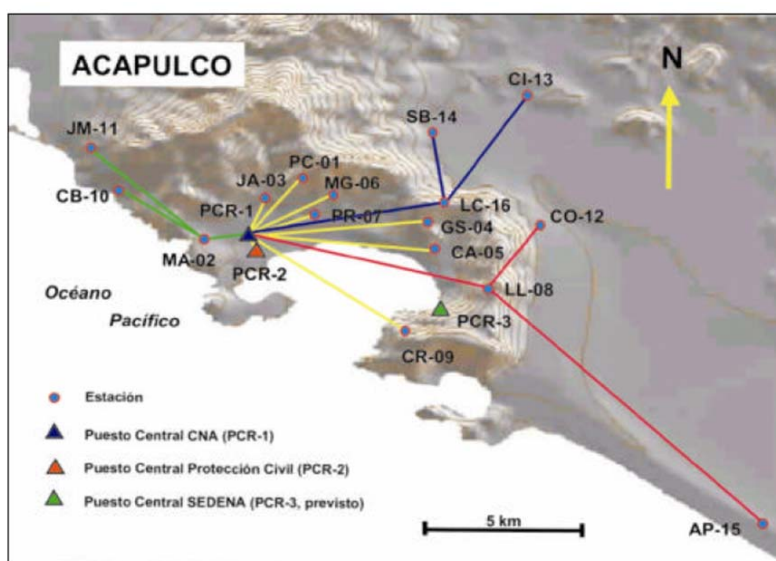 ACAPULCO
N
CI-13
SB-14
JM-11
PC-01
JA-03
MG-06
CB-10
PCR-1
PR-07
LC-16
GS-04
CO-12
MA-02
CA-05
PCR-2
LL-08
Océano
Pacífico
PCR-3
CR-09
Estación
Puesto Central CNA (PCR-1)
Puesto Central Protección Civil (PCR-2)
Puesto Central SEDENA (PCR-3, previsto)
5 km
AP-15